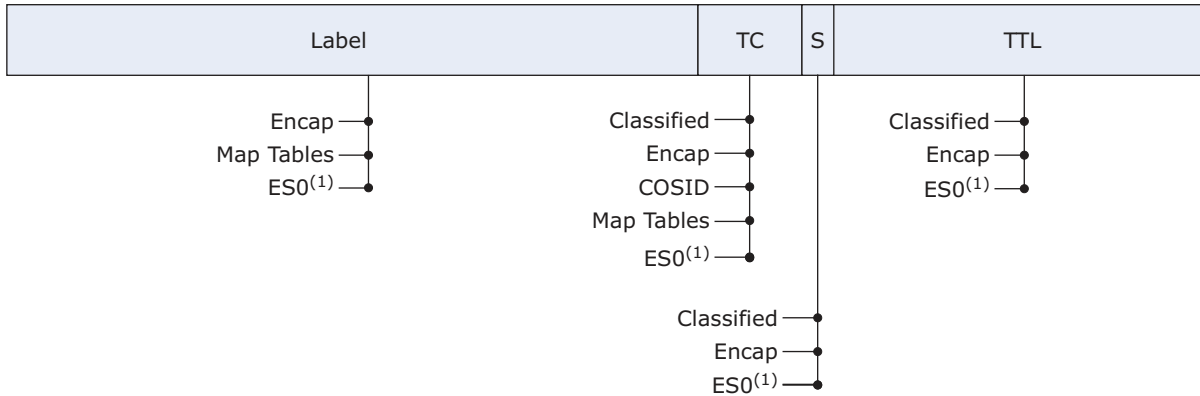 Label TC S TTL
Encap
Map Tables
ES0(1)
Classified
Encap
COSID
Map Tables
ES0(1)
Classified
Encap
ES0(1)
Classified
Encap
ES0(1)